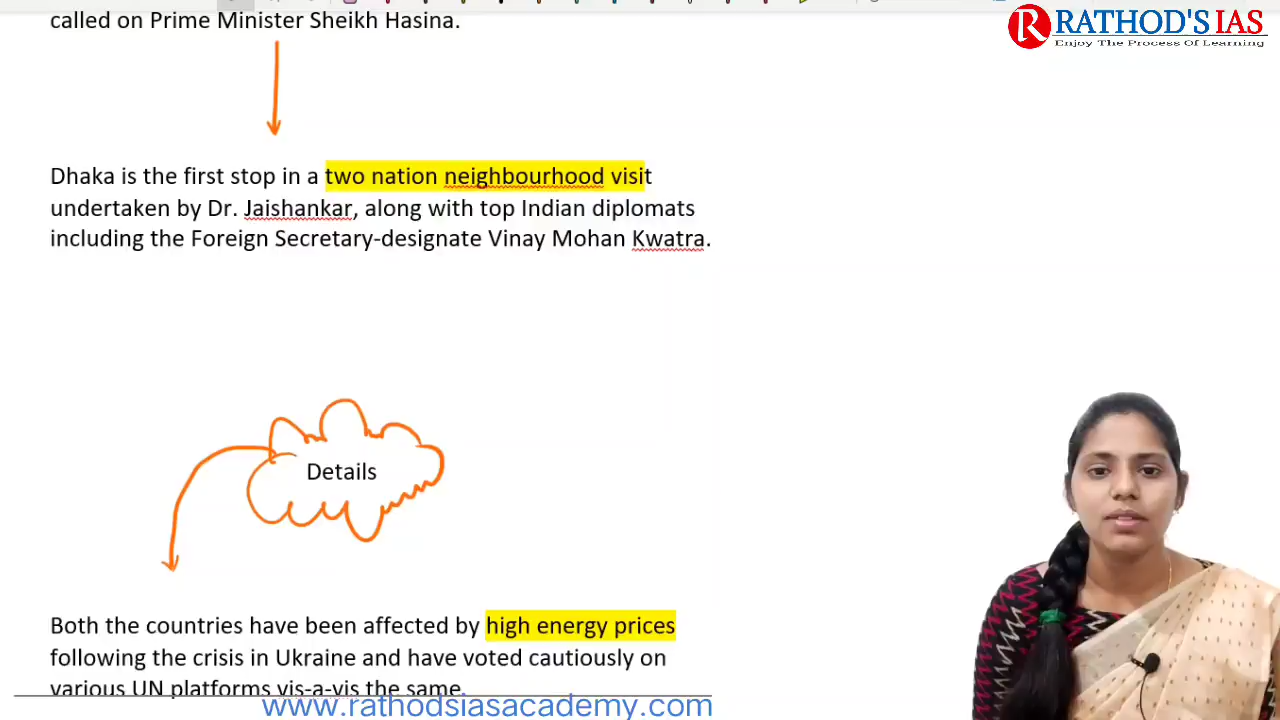 called on Prime Minister Sheikh Hasina.
R RATHOD'S IAS
Enjoy The Process Of Learning
Dhaka is the first stop in a two nation neighbourhood visit
undertaken by Dr. Jaishankar, along with top Indian diplomats
including the Foreign Secretary-designate Vinay Mohan Kwatra.
Details
Both the countries have been affected by high energy prices
following the crisis in Ukraine and have voted cautiously on
various UN platforms vis-a-vis the same.
www.rathodsiasacademy.com